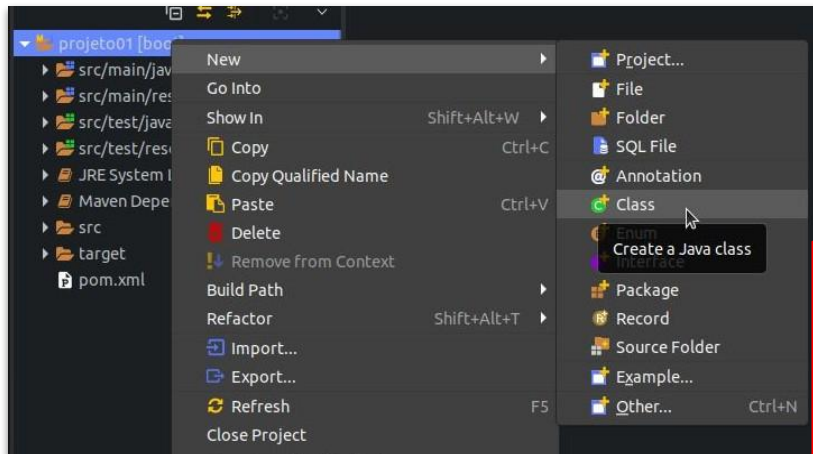 projeto01 [boo
src/main/jav
src/main/res
src/test/java
src/test/reso
JRE System L
Maven Depe
src
target
pom.xml
New
Go Into
Show In Shift+Alt+W
Copy Ctrl+C
Copy Qualified Name
Paste Ctrl+V
Delete
Remove from Context
Build Path
Refactor Shift+Alt+T
Import...
Export...
Refresh F5
Close Project
Project...
File
Folder
SQL File
Annotation
Class
Enum
Create a Java class
Interface
Package
Record
Source Folder
Example...
Other... Ctrl+N